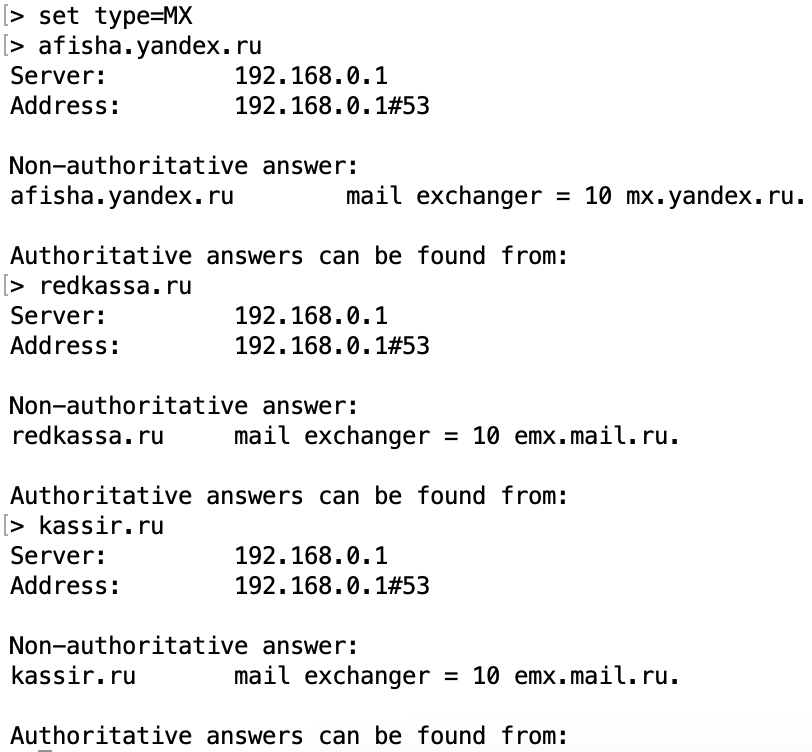 [> set type=MX
[> afisha.yandex.ru
Server:         192.168.0.1
Address:        192.168.0.1#53

Non-authoritative answer:
afisha.yandex.ru        mail exchanger = 10 mx.yandex.ru.

Authoritative answers can be found from:
[> redkassa.ru
Server:         192.168.0.1
Address:        192.168.0.1#53

Non-authoritative answer:
redkassa.ru     mail exchanger = 10 emx.mail.ru.

Authoritative answers can be found from:
[> kassir.ru
Server:         192.168.0.1
Address:        192.168.0.1#53

Non-authoritative answer:
kassir.ru       mail exchanger = 10 emx.mail.ru.

Authoritative answers can be found from: